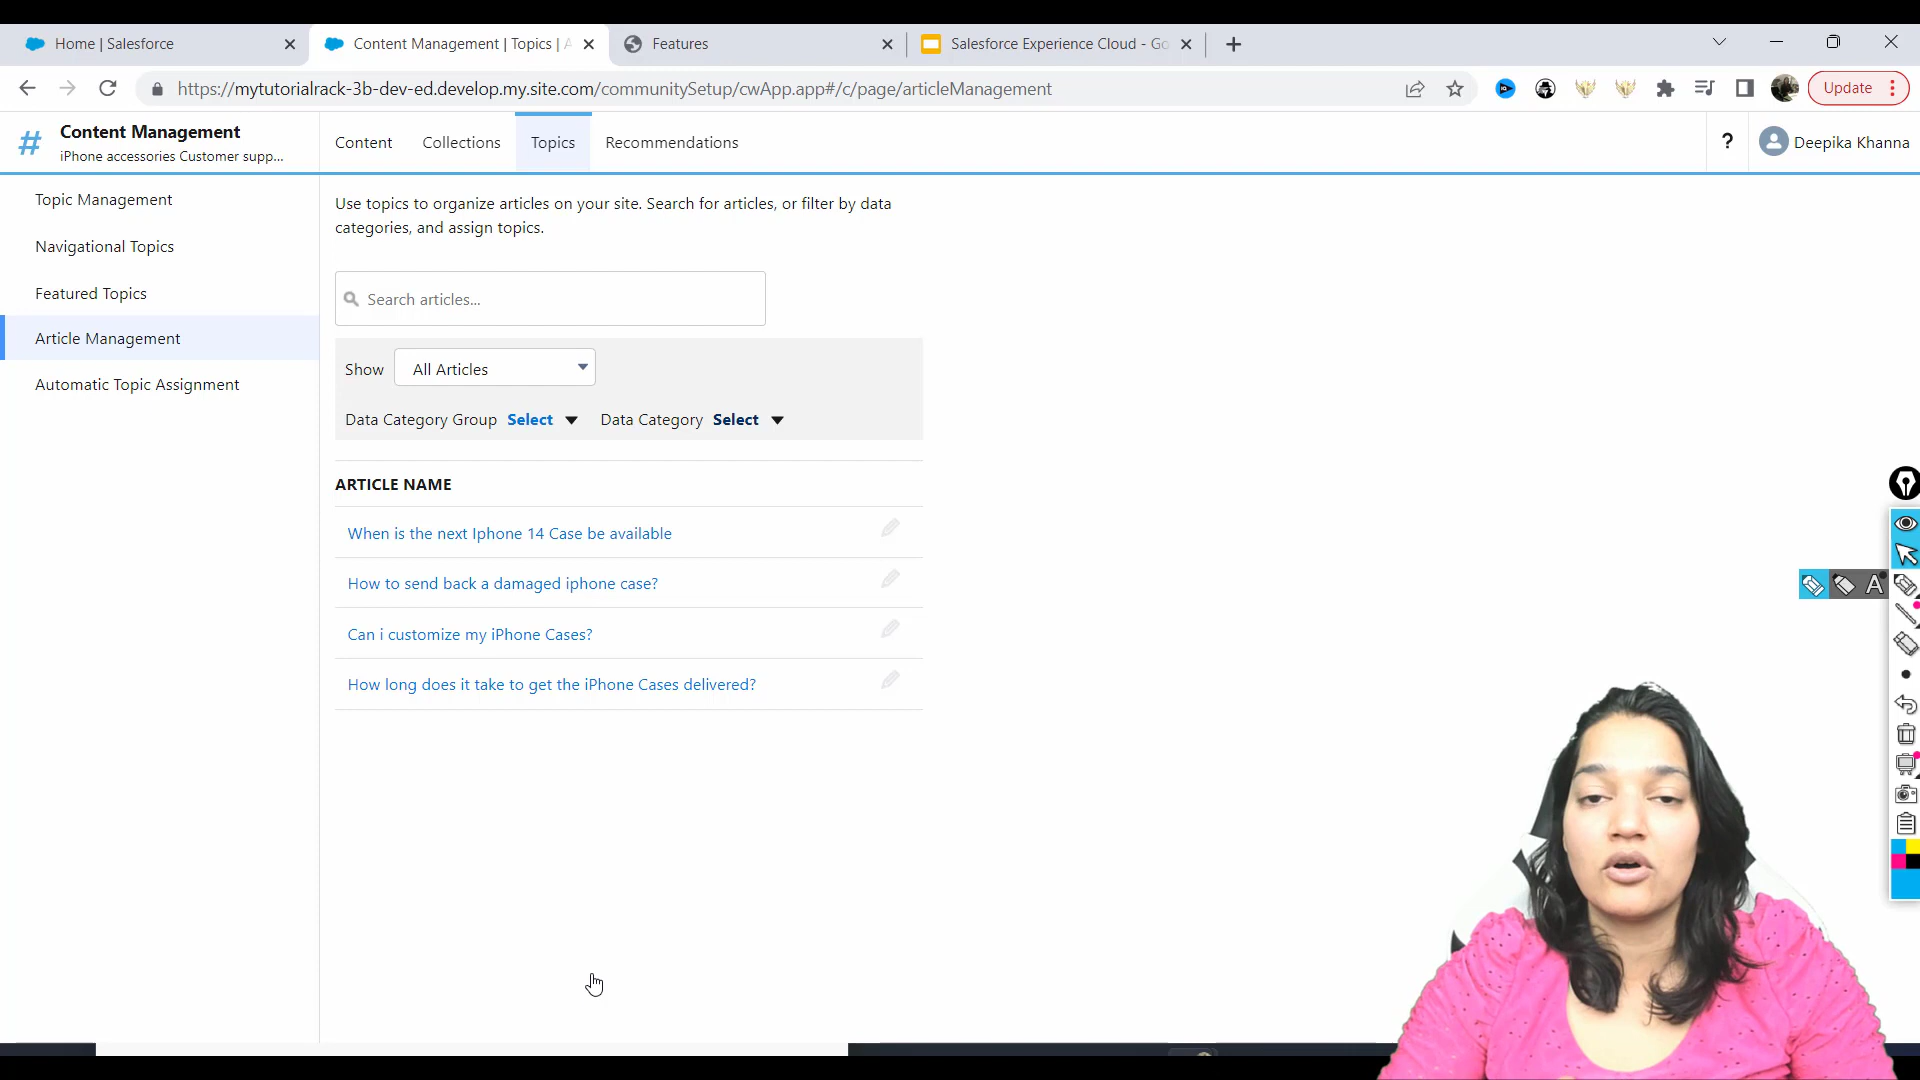 Home | Salesforce
Content Management | Topics | A
Features
Salesforce Experience Cloud - Go
https://mytutorialrack-3b-dev-ed.develop.my.site.com/communitySetup/cwApp.app#/c/page/articleManagement
Update
Content Management
iPhone accessories Customer supp...
Content
Collections
Topics
Recommendations
?
Deepika Khanna
Topic Management
Navigational Topics
Featured Topics
Article Management
Automatic Topic Assignment
Use topics to organize articles on your site. Search for articles, or filter by data
categories, and assign topics.
Search articles...
Show All Articles
Data Category Group Select Data Category Select
ARTICLE NAME
When is the next Iphone 14 Case be available
How to send back a damaged iphone case?
Can i customize my iPhone Cases?
How long does it take to get the iPhone Cases delivered?
A